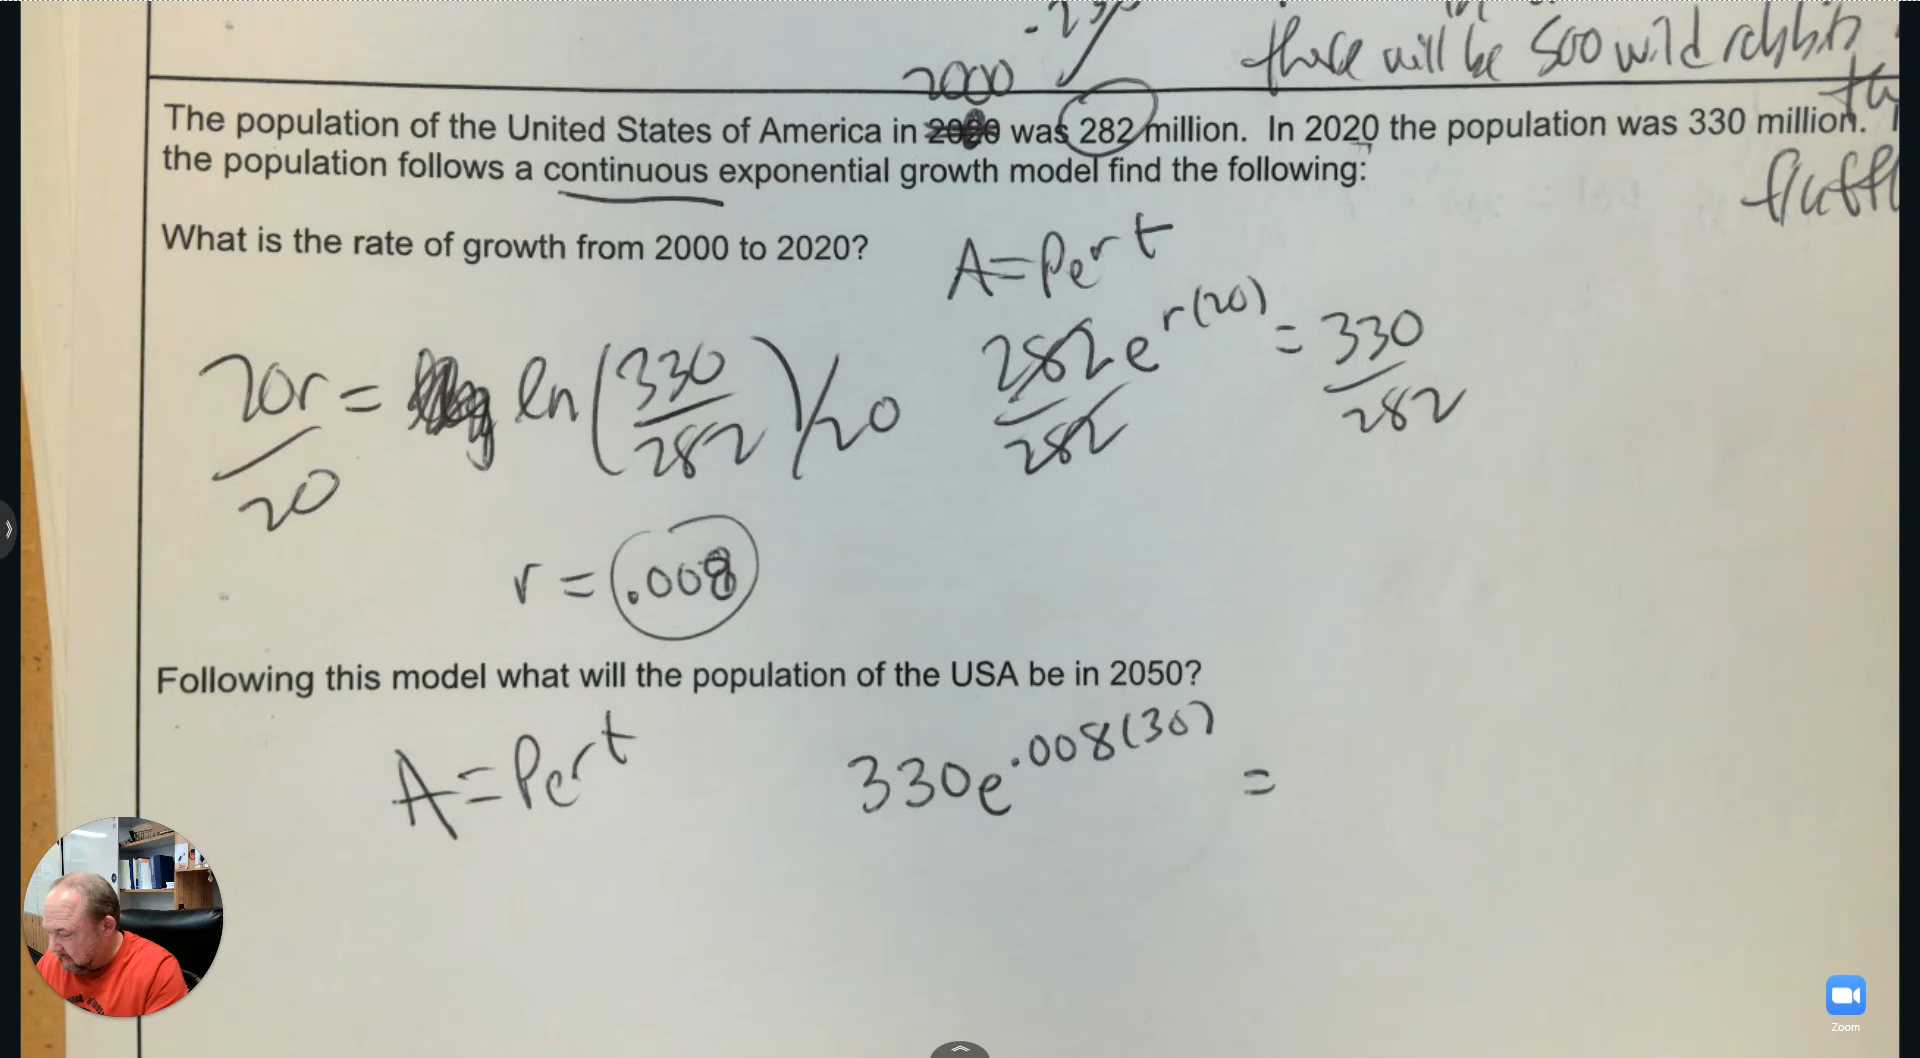 there will be 500 wild rabbits
2000
The population of the United States of America in was 282 million. In 2020 the population was 330 million.
the population follows a continuous exponential growth model find the following:
What is the rate of growth from 2000 to 2020?
A=Pe^rt
20r/20 = ln(330/282)/20
282e^r(20)/282 = 330/282
r = .008
Following this model what will the population of the USA be in 2050?
A=Pe^rt 330e^.008(30) =
Zoom